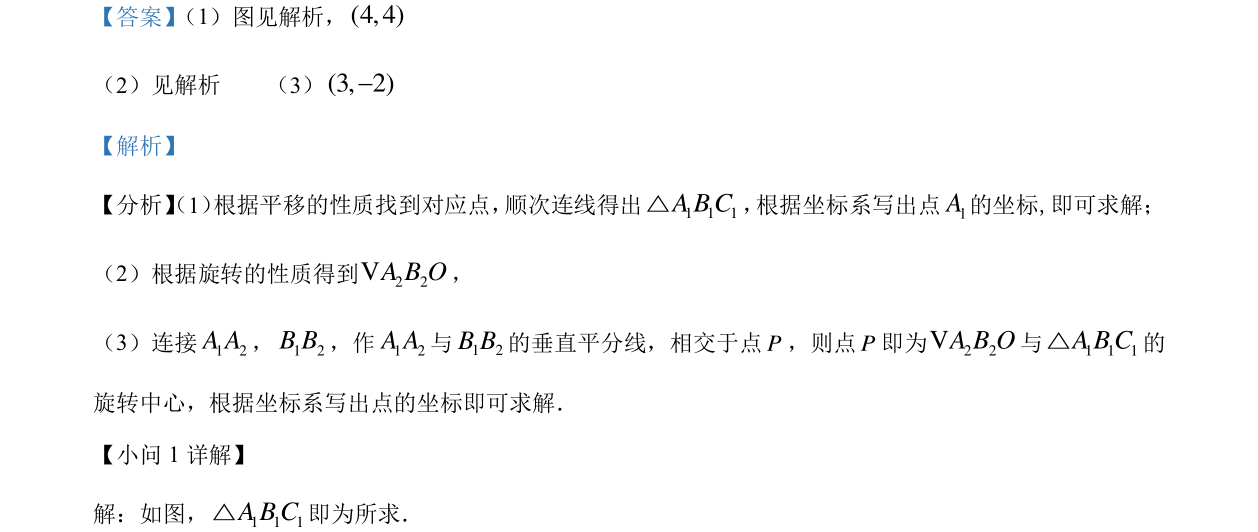 【答案】（1）图见解析，(4,4)
（2）见解析　　（3）(3,−2)
【解析】
【分析】（1）根据平移的性质找到对应点，顺次连线得出△A₁B₁C₁，根据坐标系写出点A₁的坐标，即可求解；
（2）根据旋转的性质得到VA₂B₂O，
（3）连接A₁A₂，B₁B₂，作A₁A₂与B₁B₂的垂直平分线，相交于点P，则点P即为VA₂B₂O与△A₁B₁C₁的
旋转中心，根据坐标系写出点的坐标即可求解．
【小问1详解】
解：如图，△A₁B₁C₁即为所求．